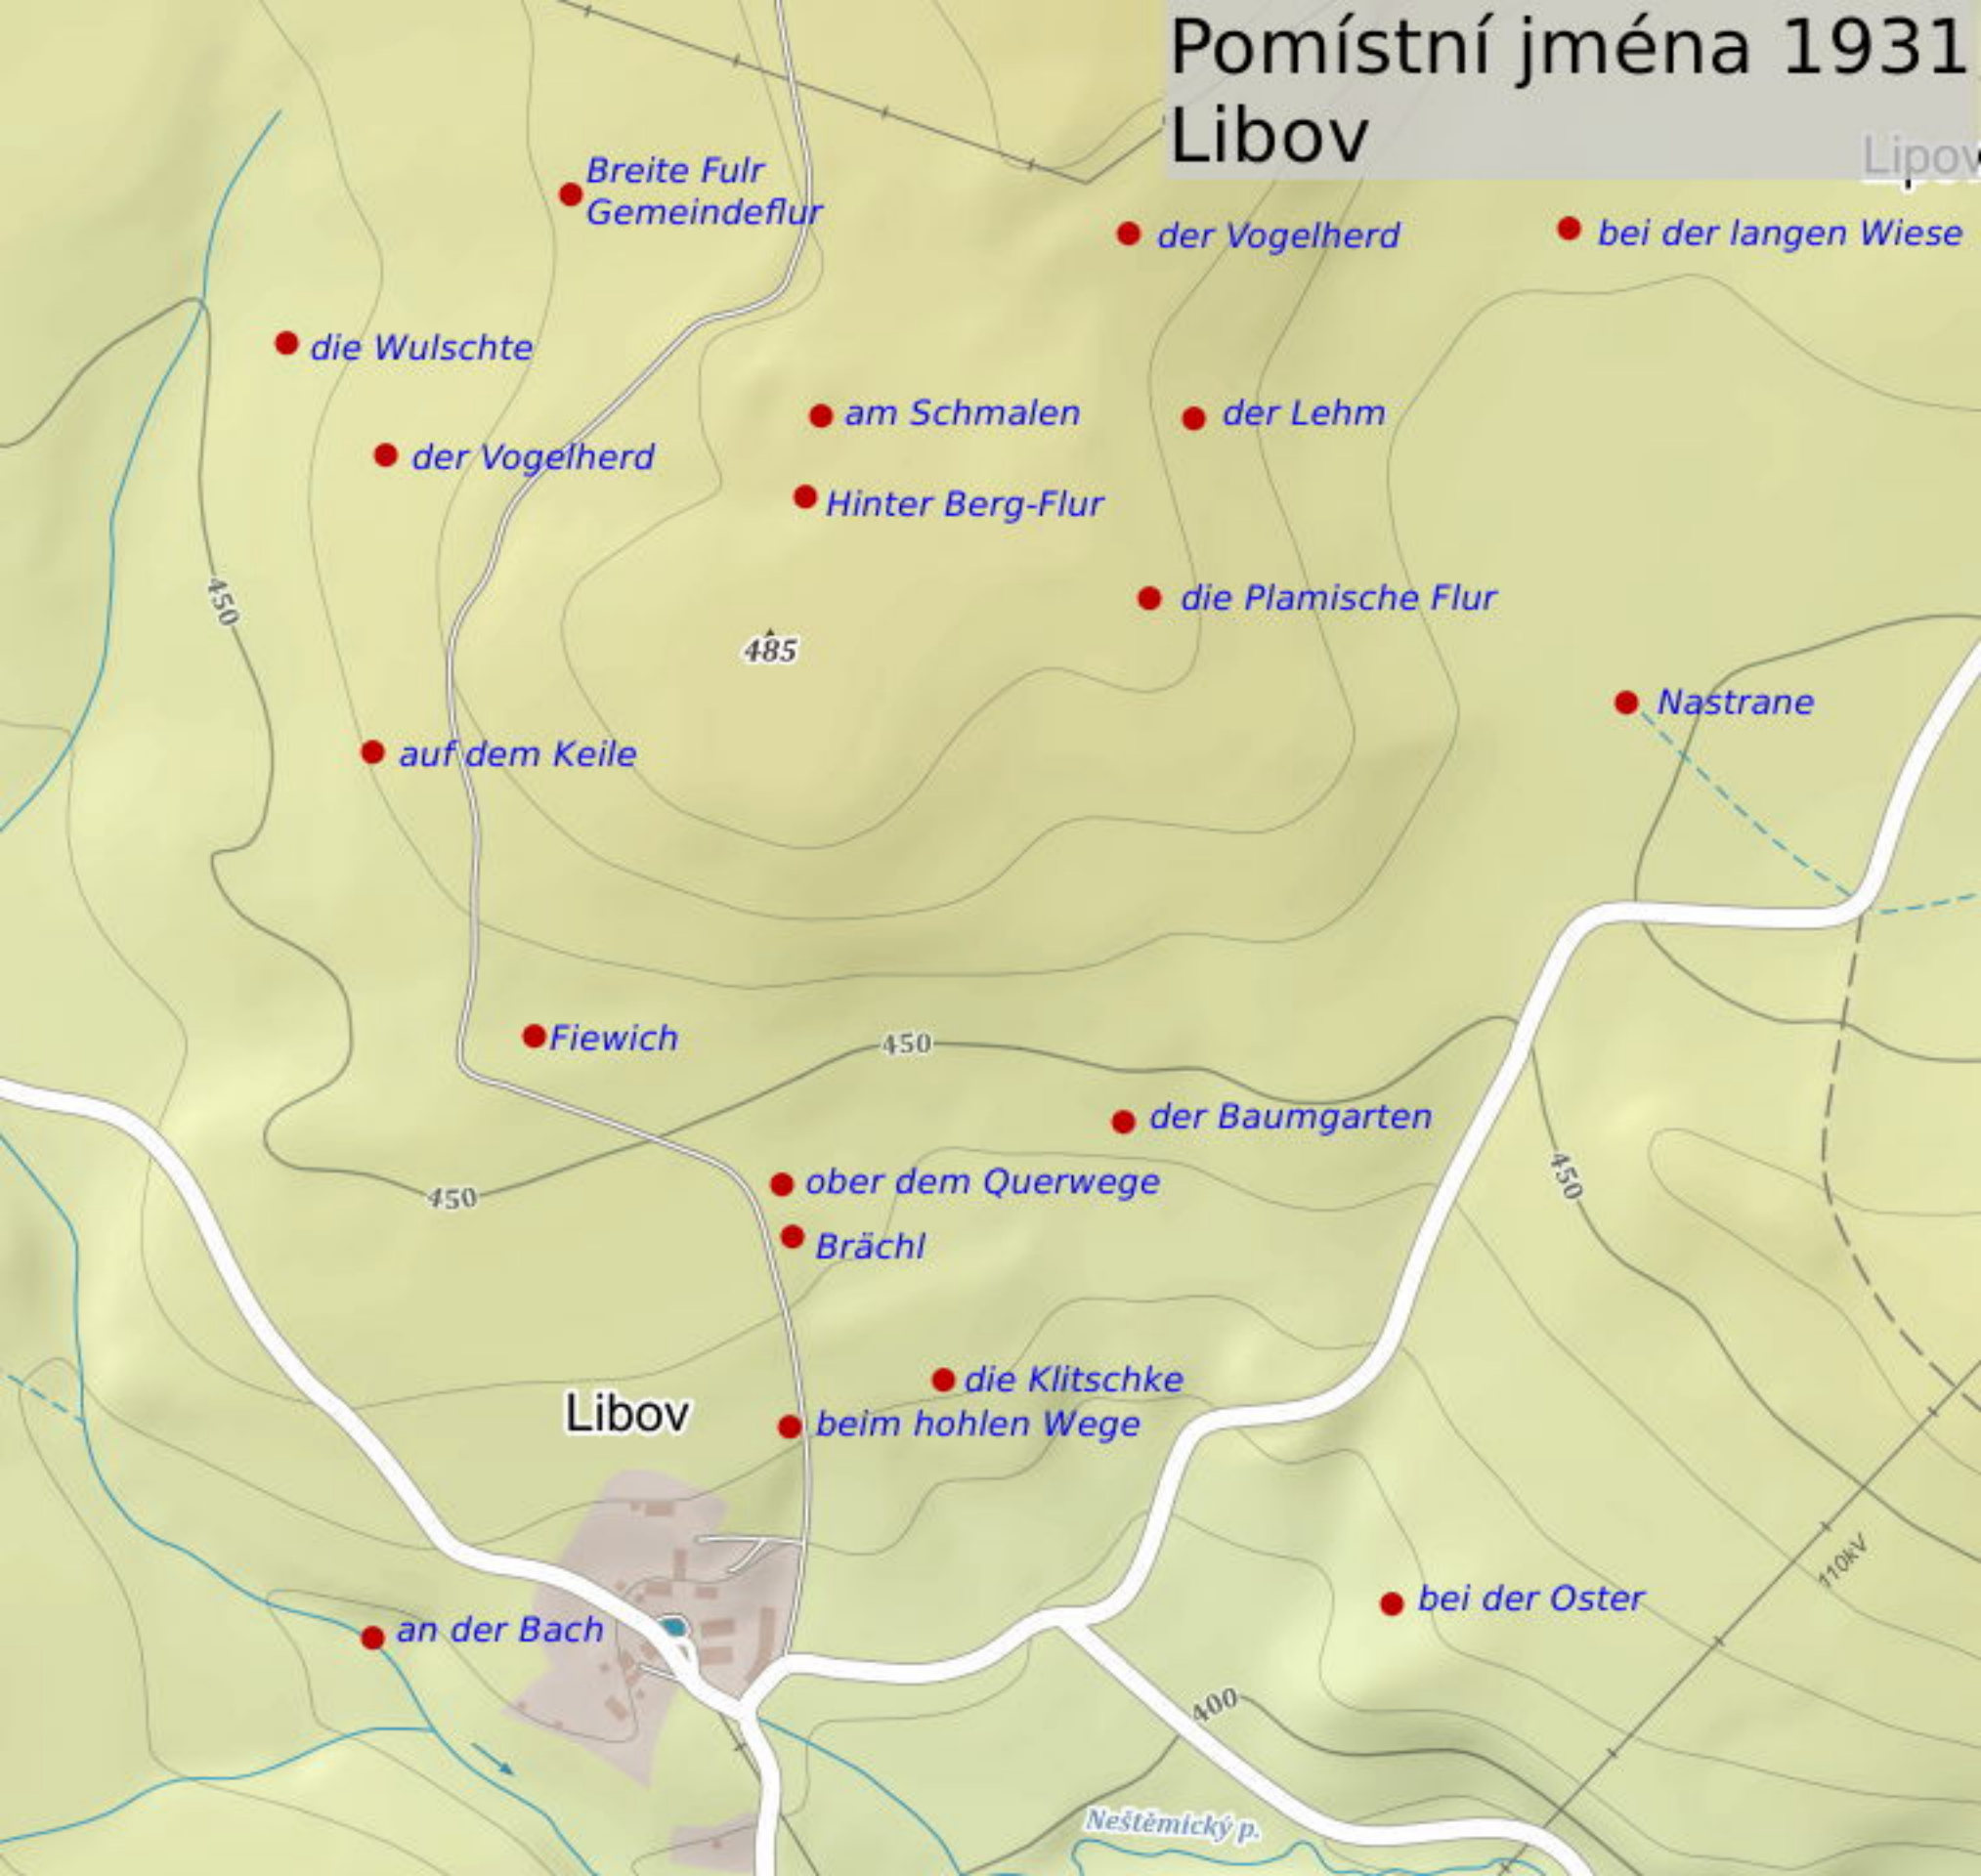 Pomístní jména 1931
Libov
Lipov
Breite Fulr
Gemeindeflur
der Vogelherd
bei der langen Wiese
die Wulschte
am Schmalen
der Lehm
der Vogelherd
Hinter Berg-Flur
450
die Plamische Flur
485
Nastrane
auf dem Keile
Fiewich
450
der Baumgarten
450
ober dem Querwege
450
Brächl
die Klitschke
Libov
beim hohlen Wege
110kV
bei der Oster
an der Bach
400
Neštěmický p.